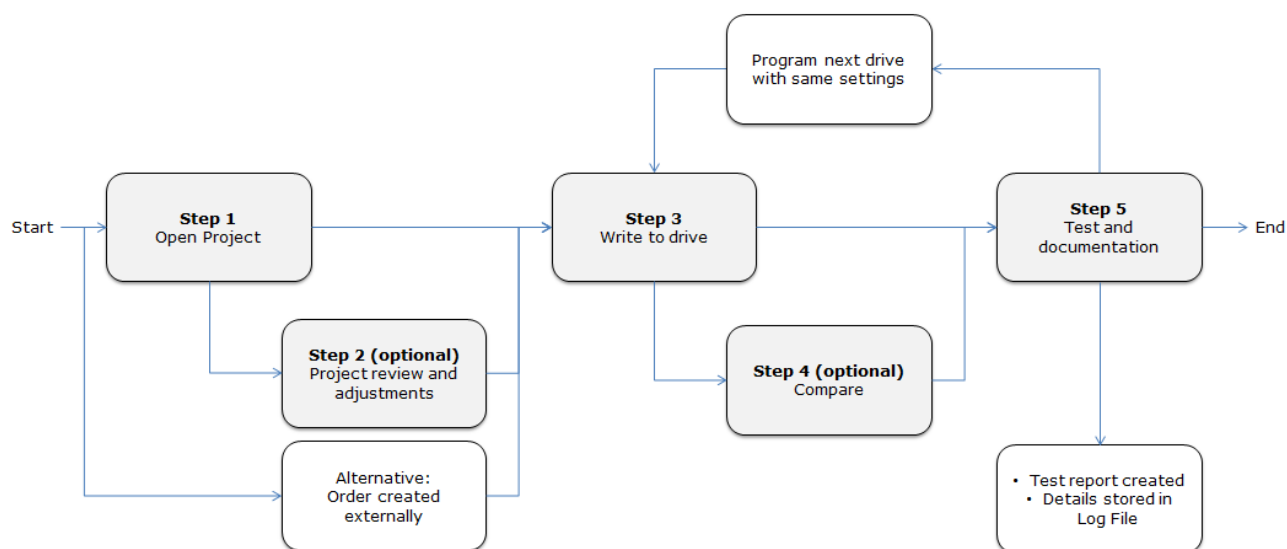 Program next drive
with same settings
Start
Step 1
Open Project
Step 3
Write to drive
Step 5
Test and
documentation
End
Step 2 (optional)
Project review and
adjustments
Step 4 (optional)
Compare
Alternative:
Order created
externally
• Test report created
• Details stored in
Log File